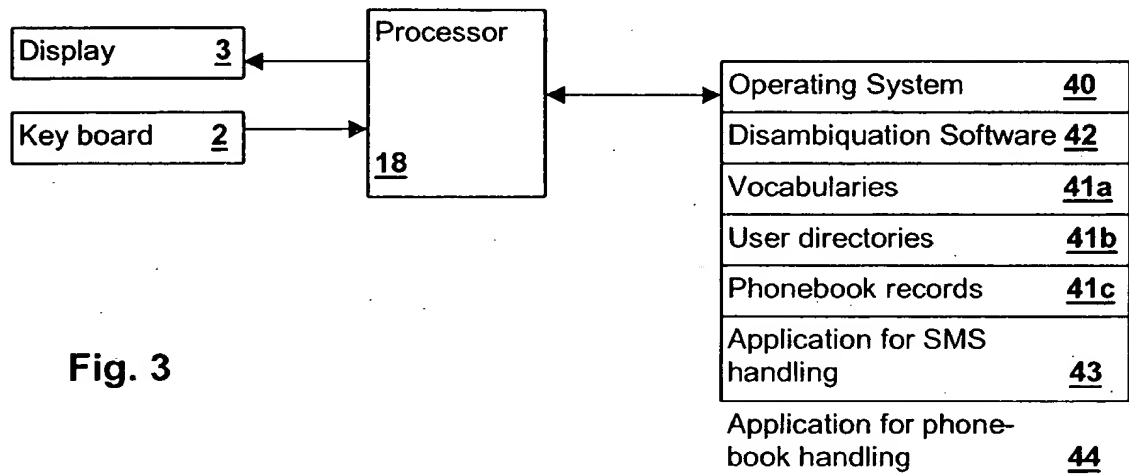 Display 3
Key board 2
Processor
18
Operating System 40
Disambiquation Software 42
Vocabularies 41a
User directories 41b
Phonebook records 41c
Application for SMS
handling 43
Application for phone-
book handling 44
Fig. 3